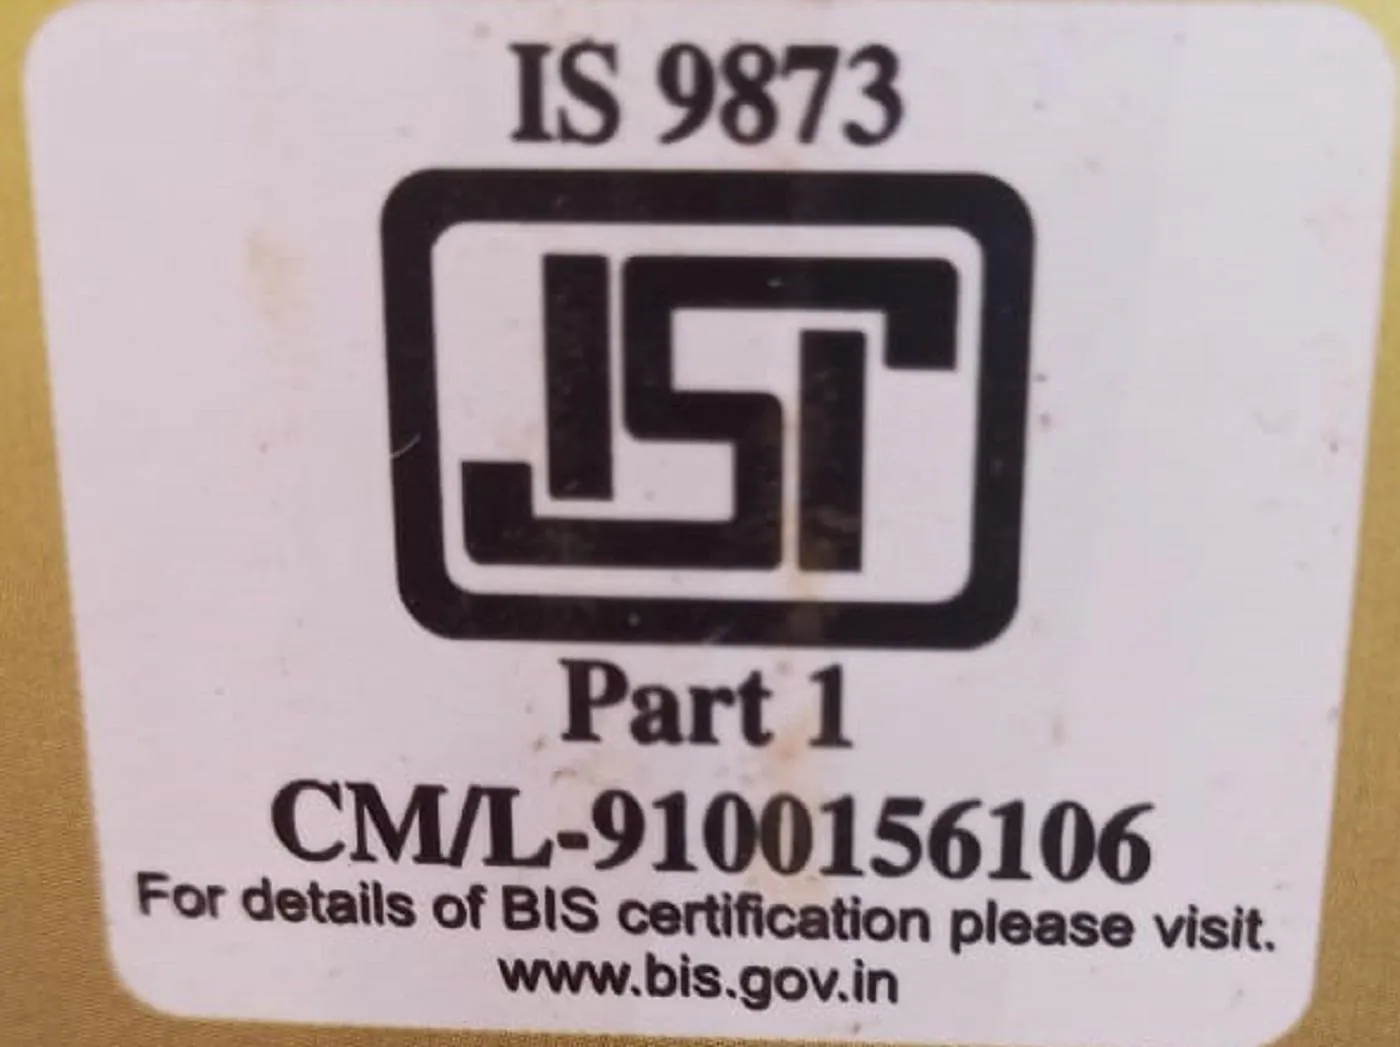 IS 9873
Part 1
CM/L-9100156106
For details of BIS certification please visit.
www.bis.gov.in